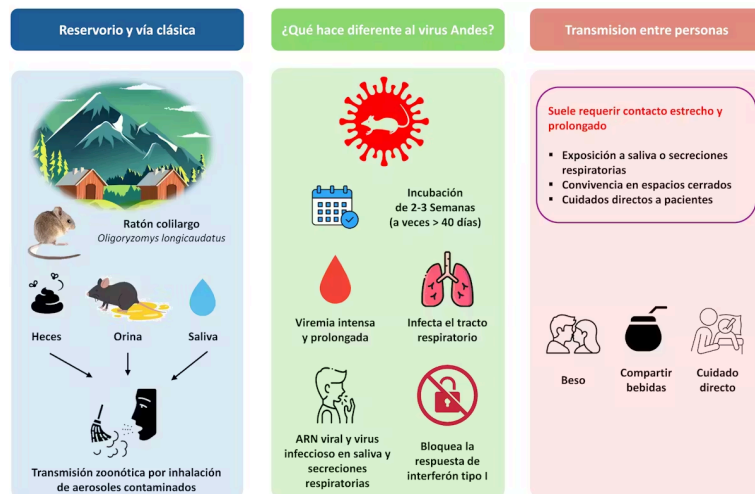 Reservorio y vía clásica
Ratón colilargo
Oligoryzomys longicaudatus
Heces
Orina
Saliva
Transmisión zoonótica por inhalación
de aerosoles contaminados
¿Qué hace diferente al virus Andes?
Incubación
de 2-3 Semanas
(a veces > 40 días)
Viremia intensa
y prolongada
Infecta el tracto
respiratorio
ARN viral y virus
infeccioso en saliva y
secreciones
respiratorias
Bloquea la
respuesta de
interferón tipo I
Transmision entre personas
Suele requerir contacto estrecho y
prolongado
▪ Exposición a saliva o secreciones
respiratorias
▪ Convivencia en espacios cerrados
▪ Cuidados directos a pacientes
Beso
Compartir
bebidas
Cuidado
directo